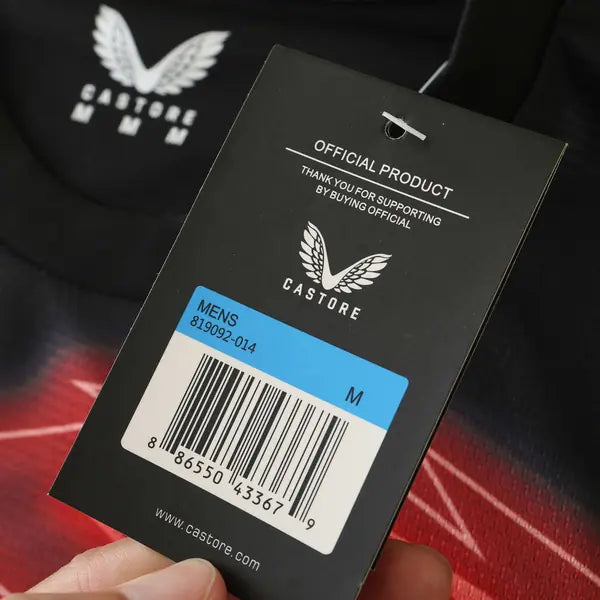 CASTORE
M M M
OFFICIAL PRODUCT
THANK YOU FOR SUPPORTING
BY BUYING OFFICIAL
CASTORE
MENS
819092-014
M
8 86550 43367 9
www.castore.com